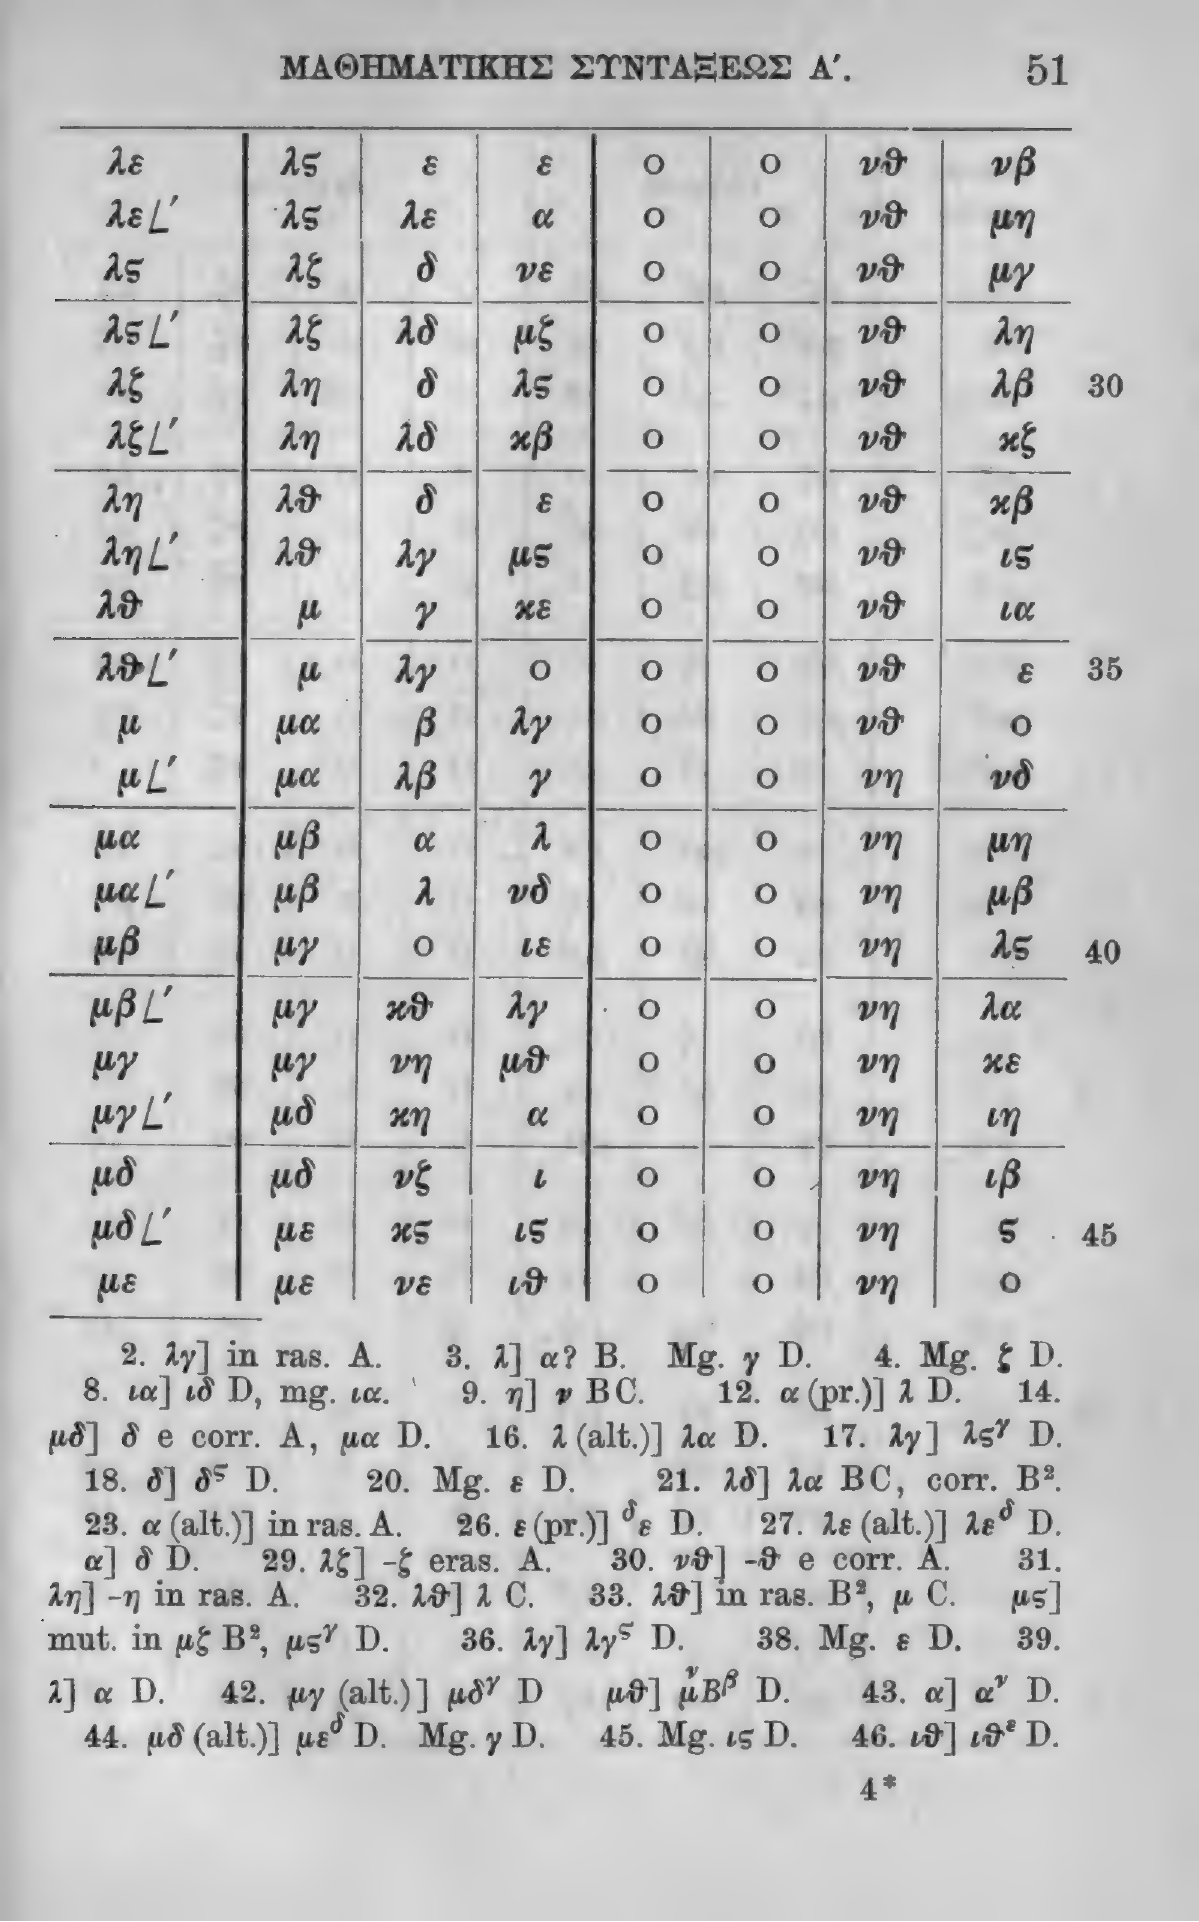 ΜΑΘΗΜΑΤΙΚΗΣ ΣΥΝΤΑΞΕΩΣ Α′. 51
λε λϛ ε ε ο ο νϑ νβ
λε∠′ λϛ λε α ο ο νϑ μη
λϛ λζ δ νε ο ο νϑ μγ
λϛ∠′ λζ λδ μζ ο ο νϑ λη
λζ λη δ λϛ ο ο νϑ λβ 30
λζ∠′ λη λδ κβ ο ο νϑ κζ
λη λϑ δ ε ο ο νϑ κβ
λη∠′ λϑ λγ μϛ ο ο νϑ ιϛ
λϑ μ γ κε ο ο νϑ ια
λϑ∠′ μ λγ ο ο ο νϑ ε 35
μ μα β λγ ο ο νϑ ο
μ∠′ μα λβ γ ο ο νη νδ
μα μβ α λ ο ο νη μη
μα∠′ μβ λ νδ ο ο νη μβ
μβ μγ ο ιε ο ο νη λϛ 40
μβ∠′ μγ κϑ λγ ο ο νη λα
μγ μγ νη μϑ ο ο νη κε
μγ∠′ μδ κη α ο ο νη ιη
μδ μδ νζ ι ο ο νη ιβ
μδ∠′ με κϛ ιϛ ο ο νη ϛ 45
με με νε ιϑ ο ο νη ο
2. λγ] in ras. A. 3. λ] α? B. Mg. γ D. 4. Mg. ζ D.
8. ια] ιδ D, mg. ια. 9. η] ν BC. 12. α (pr.)] λ D. 14.
μδ] δ e corr. A, μα D. 16. λ (alt.)] λα D. 17. λγ] λϛᵞ D.
18. δ] δ^ϛ D. 20. Mg. ε D. 21. λδ] λα BC, corr. B².
23. α (alt.)] in ras. A. 26. ε (pr.)] ^δε D. 27. λε (alt.)] λε^δ D.
α] δ D. 29. λζ] -ζ eras. A. 30. νϑ] -ϑ e corr. A. 31.
λη] -η in ras. A. 32. λϑ] λ C. 33. λϑ] in ras. B², μ C. μϛ]
mut. in μζ B², μϛᵞ D. 36. λγ] λγ^ϛ D. 38. Mg. ε D. 39.
λ] α D. 42. μγ (alt.)] μδᵞ D μϑ] μ^νΒᵝ D. 43. α] α^ν D.
44. μδ (alt.)] με^δ D. Mg. γ D. 45. Mg. ιϛ D. 46. ιϑ] ιϑ^ε D.
4*